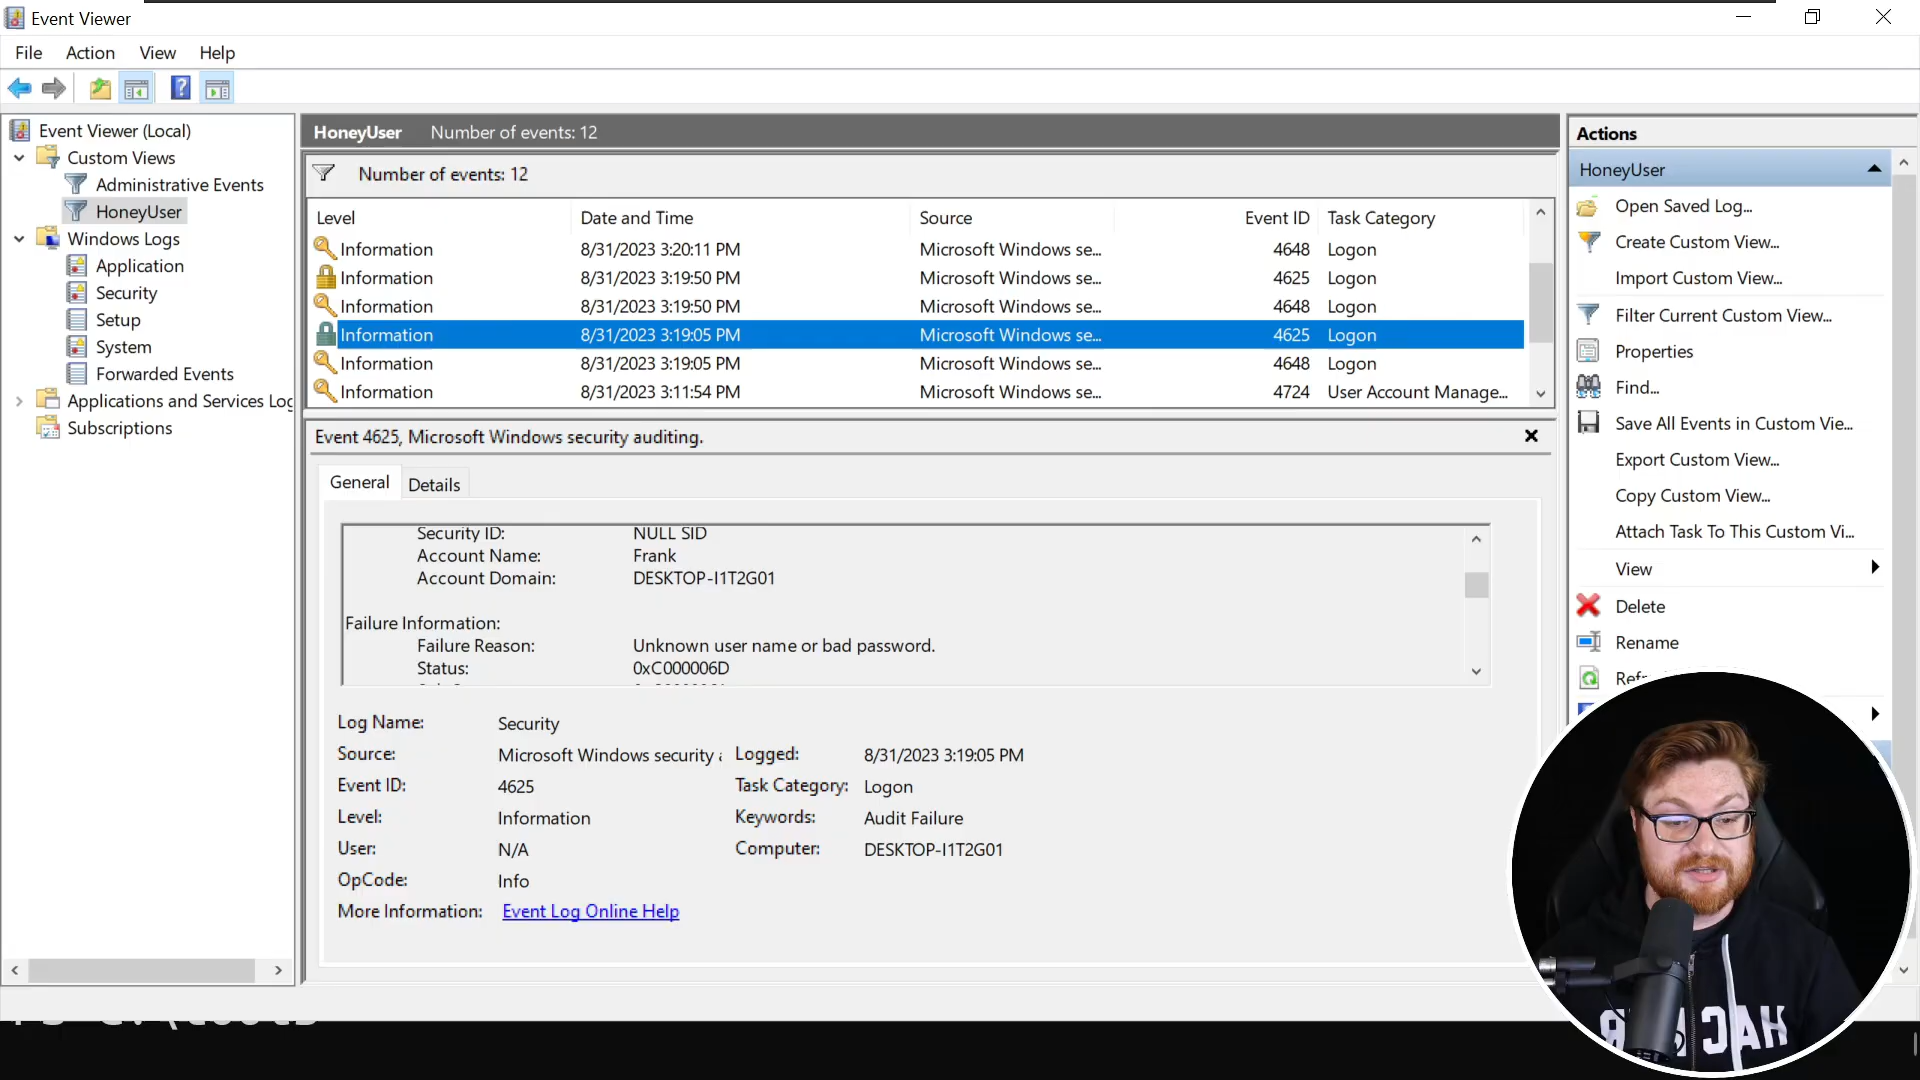 Event Viewer
File Action View Help
Event Viewer (Local)
Custom Views
Administrative Events
HoneyUser
Windows Logs
Application
Security
Setup
System
Forwarded Events
Applications and Services Log
Subscriptions
HoneyUser Number of events: 12
Number of events: 12
Level Date and Time Source Event ID Task Category
Information 8/31/2023 3:20:11 PM Microsoft Windows se... 4648 Logon
Information 8/31/2023 3:19:50 PM Microsoft Windows se... 4625 Logon
Information 8/31/2023 3:19:50 PM Microsoft Windows se... 4648 Logon
Information 8/31/2023 3:19:05 PM Microsoft Windows se... 4625 Logon
Information 8/31/2023 3:19:05 PM Microsoft Windows se... 4648 Logon
Information 8/31/2023 3:11:54 PM Microsoft Windows se... 4724 User Account Manage...
Event 4625, Microsoft Windows security auditing.
General Details
Security ID: NULL SID
Account Name: Frank
Account Domain: DESKTOP-I1T2G01
Failure Information:
Failure Reason: Unknown user name or bad password.
Status: 0xC000006D
Log Name: Security
Source: Microsoft Windows security a Logged: 8/31/2023 3:19:05 PM
Event ID: 4625 Task Category: Logon
Level: Information Keywords: Audit Failure
User: N/A Computer: DESKTOP-I1T2G01
OpCode: Info
More Information: Event Log Online Help
Actions
HoneyUser
Open Saved Log...
Create Custom View...
Import Custom View...
Filter Current Custom View...
Properties
Find...
Save All Events in Custom Vie...
Export Custom View...
Copy Custom View...
Attach Task To This Custom Vi...
View
Delete
Rename
Refr